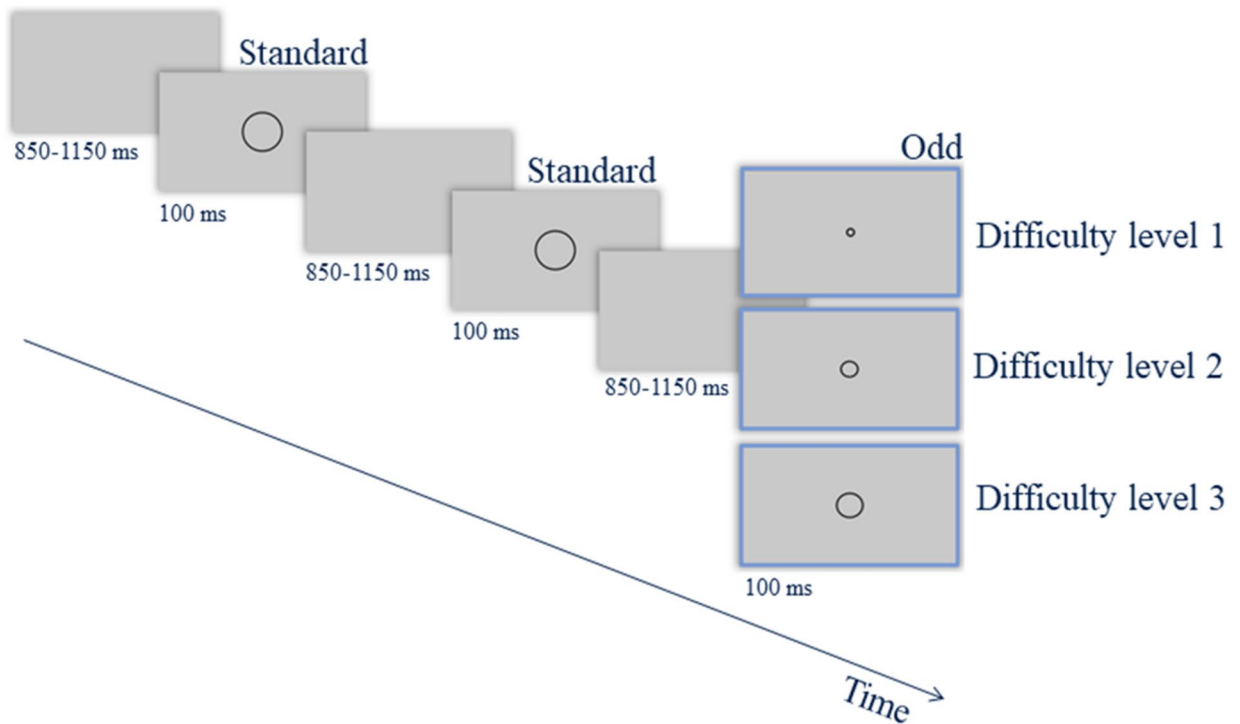 Standard
850-1150 ms
100 ms
Standard
850-1150 ms
100 ms
850-1150 ms
Odd
Difficulty level 1
Difficulty level 2
Difficulty level 3
100 ms
Time